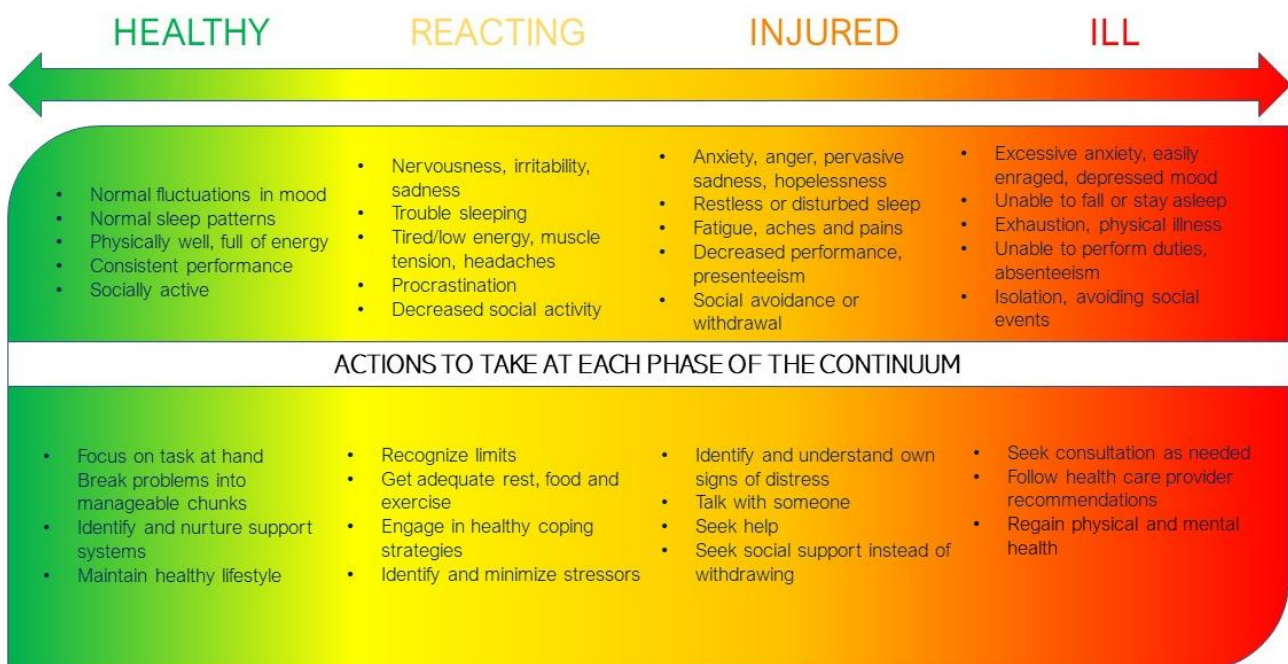 HEALTHY
REACTING
INJURED
ILL
• Normal fluctuations in mood
• Normal sleep patterns
• Physically well, full of energy
• Consistent performance
• Socially active
• Nervousness, irritability,
sadness
• Trouble sleeping
• Tired/low energy, muscle
tension, headaches
• Procrastination
• Decreased social activity
• Anxiety, anger, pervasive
sadness, hopelessness
• Restless or disturbed sleep
• Fatigue, aches and pains
• Decreased performance,
presenteeism
• Social avoidance or
withdrawal
• Excessive anxiety, easily
enraged, depressed mood
• Unable to fall or stay asleep
• Exhaustion, physical illness
• Unable to perform duties,
absenteeism
• Isolation, avoiding social
events
ACTIONS TO TAKE AT EACH PHASE OF THE CONTINUUM
• Focus on task at hand
Break problems into
manageable chunks
• Identify and nurture support
systems
• Maintain healthy lifestyle
• Recognize limits
• Get adequate rest, food and
exercise
• Engage in healthy coping
strategies
• Identify and minimize stressors
• Identify and understand own
signs of distress
• Talk with someone
• Seek help
• Seek social support instead of
withdrawing
• Seek consultation as needed
• Follow health care provider
recommendations
• Regain physical and mental
health